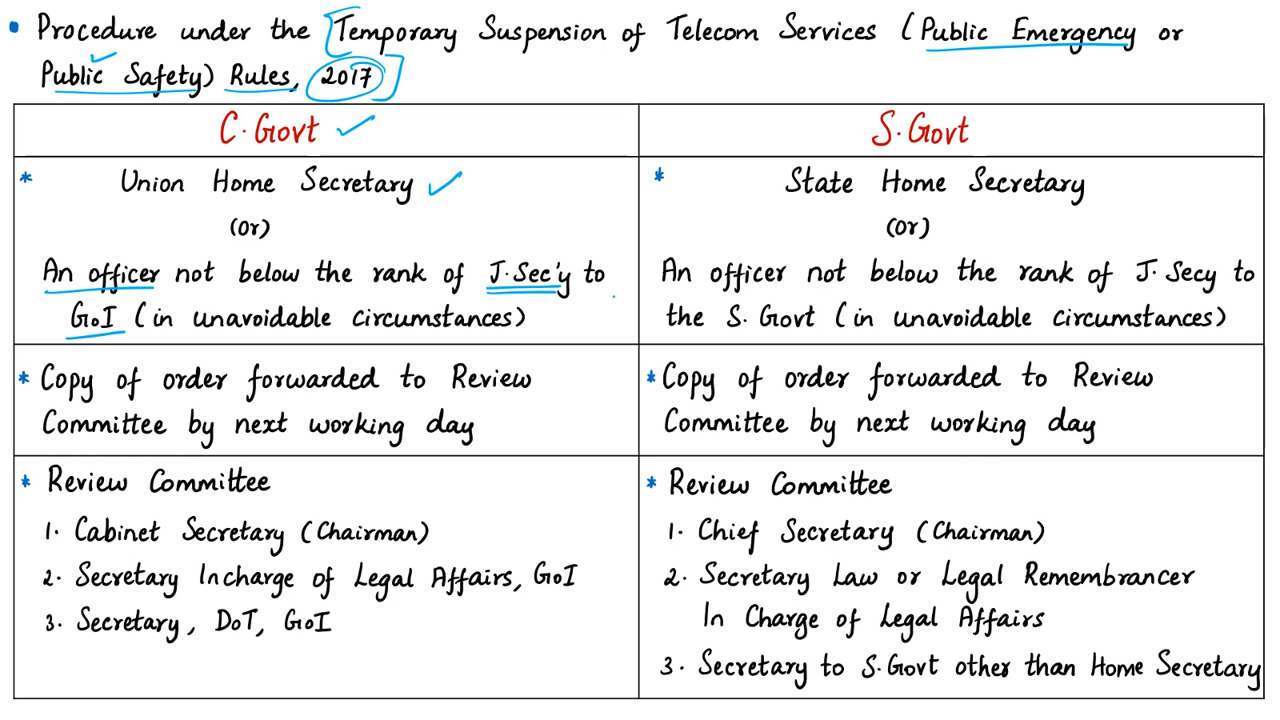 • Procedure under the [Temporary Suspension of Telecom Services (Public Emergency or
Public Safety) Rules, 2017]
C. Govt ✓
* Union Home Secretary ✓
(or)
An officer not below the rank of J. Sec'y to
GoI (in unavoidable circumstances)
* Copy of order forwarded to Review
Committee by next working day
* Review Committee
1. Cabinet Secretary (Chairman)
2. Secretary Incharge of Legal Affairs, GoI
3. Secretary, DoT, GoI
S. Govt
* State Home Secretary
(or)
An officer not below the rank of J. Secy to
the S. Govt (in unavoidable circumstances)
* Copy of order forwarded to Review
Committee by next working day
* Review Committee
1. Chief Secretary (Chairman)
2. Secretary Law or Legal Remembrancer
In Charge of Legal Affairs
3. Secretary to S. Govt other than Home Secretary